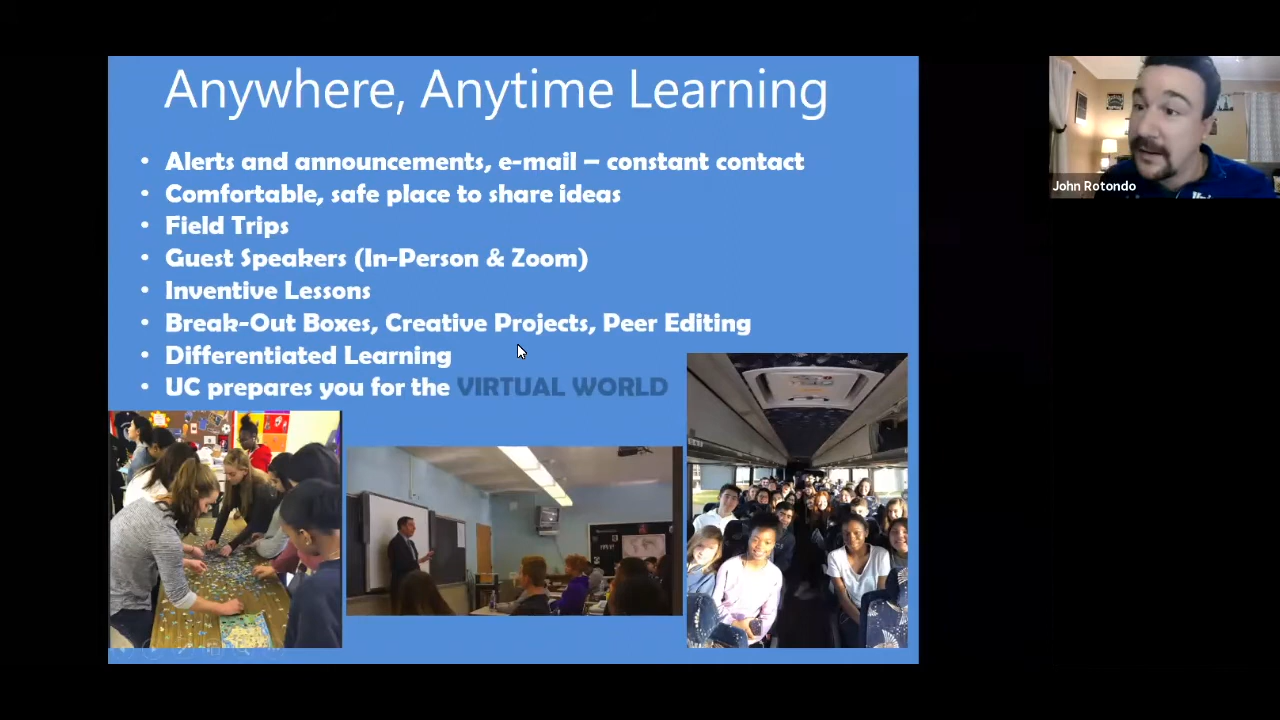 Anywhere, Anytime Learning
• Alerts and announcements, e-mail – constant contact
• Comfortable, safe place to share ideas
• Field Trips
• Guest Speakers (In-Person & Zoom)
• Inventive Lessons
• Break-Out Boxes, Creative Projects, Peer Editing
• Differentiated Learning
• UC prepares you for the VIRTUAL WORLD
John Rotondo